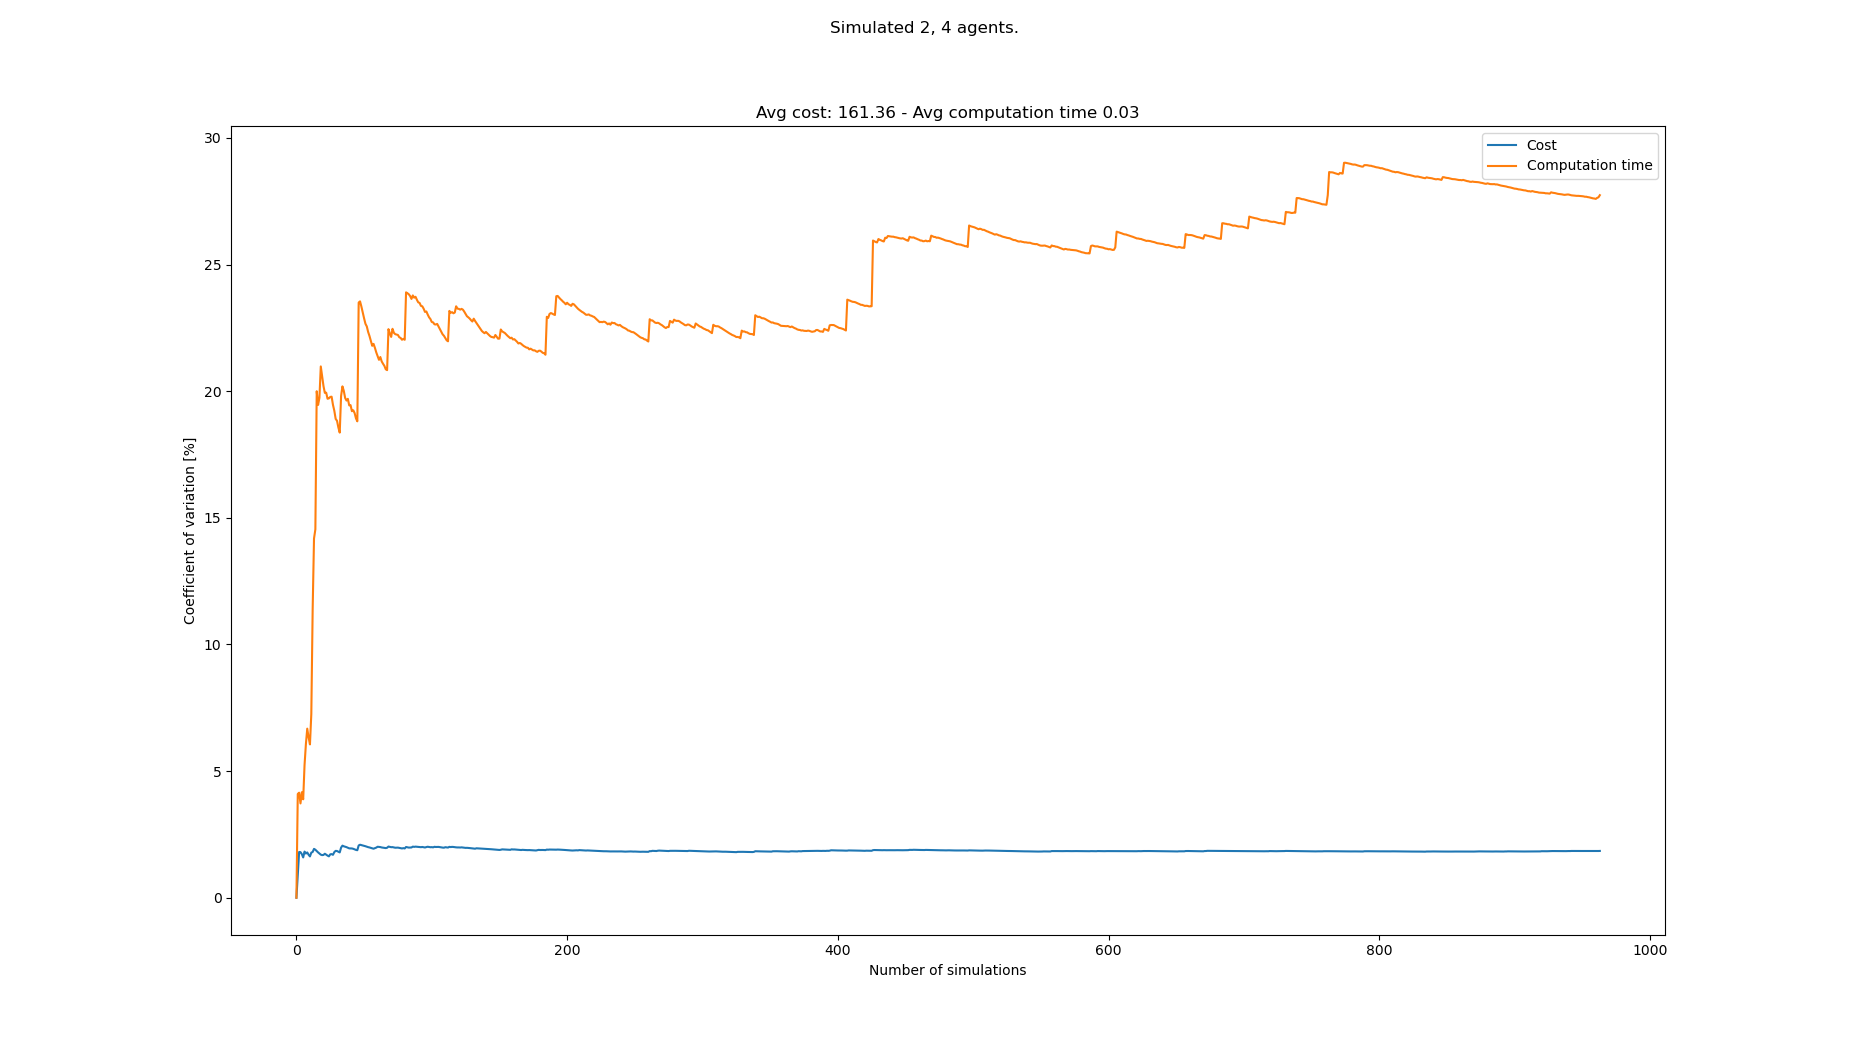 Simulated 2, 4 agents.
Avg cost: 161.36 - Avg computation time 0.03
Cost
Computation time
30
25
20
15
10
5
0
Coefficient of variation [%]
0 200 400 600 800 1000
Number of simulations